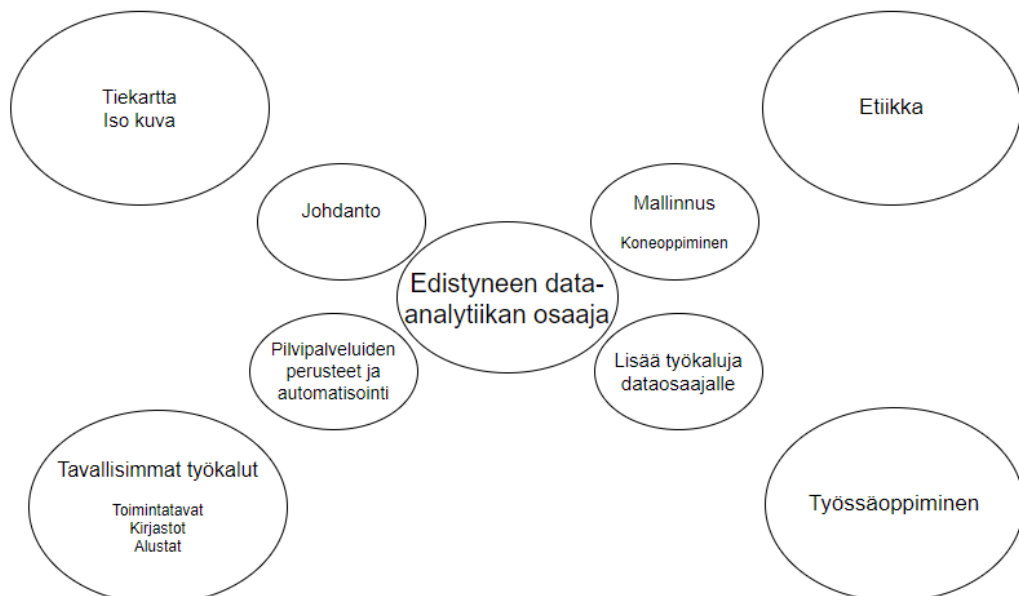 Tiekartta
Iso kuva
Etiikka
Johdanto
Mallinnus
Koneoppiminen
Edistyneen data-
analytiikan osaaja
Pilvipalveluiden
perusteet ja
automatisointi
Lisää työkaluja
dataosaajalle
Tavallisimmat työkalut
Toimintatavat
Kirjastot
Alustat
Työssäoppiminen